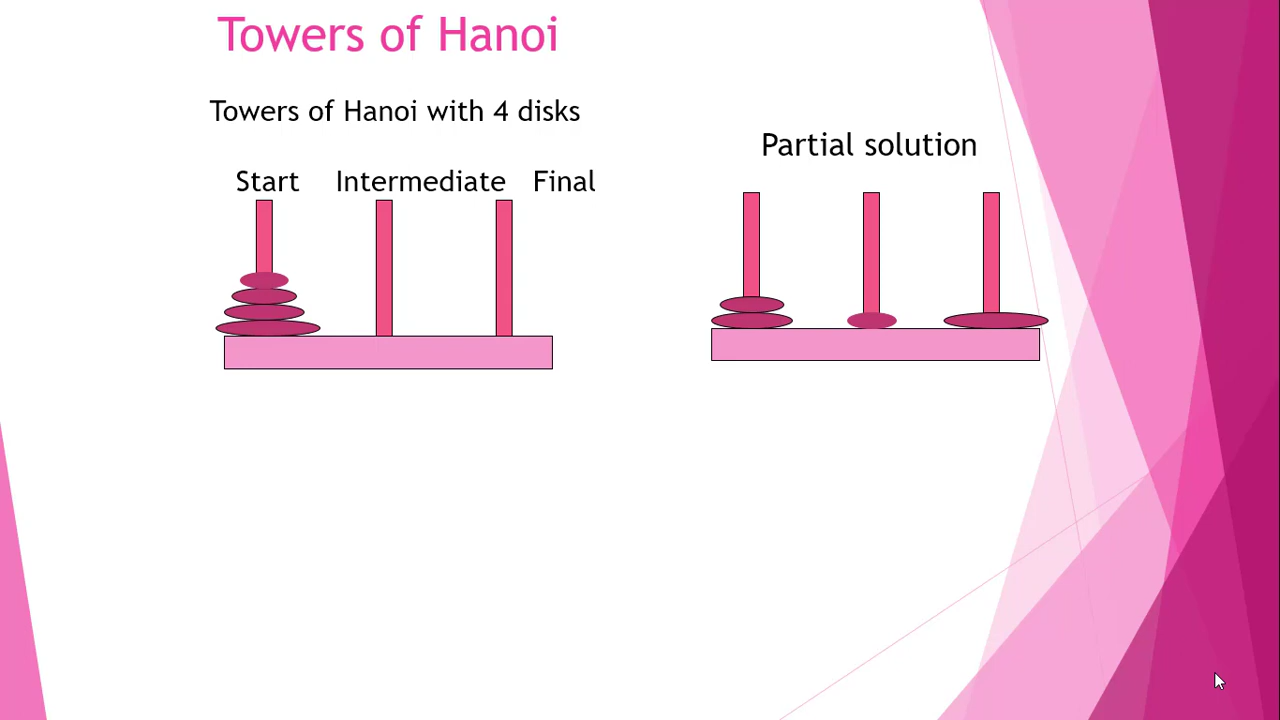 Towers of Hanoi
Towers of Hanoi with 4 disks
Partial solution
Start Intermediate Final